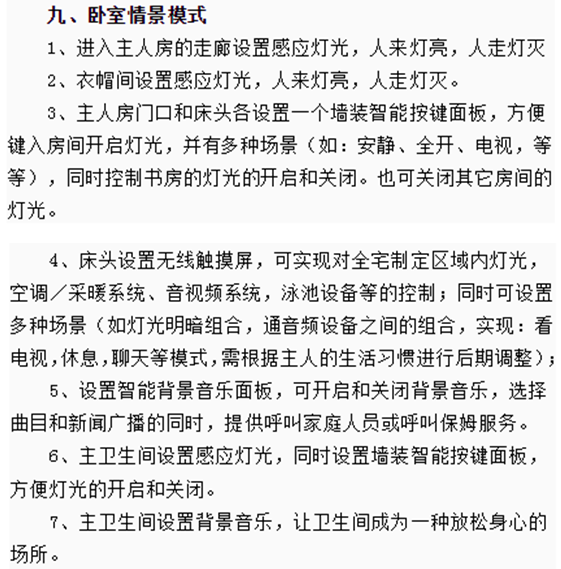 九、卧室情景模式
1、进入主人房的走廊设置感应灯光，人来灯亮，人走灯灭
2、衣帽间设置感应灯光，人来灯亮，人走灯灭。
3、主人房门口和床头各设置一个墙装智能按键面板，方便
键入房间开启灯光，并有多种场景（如：安静、全开、电视，等
等），同时控制书房的灯光的开启和关闭。也可关闭其它房间的
灯光。
4、床头设置无线触摸屏，可实现对全宅制定区域内灯光，
空调／采暖系统、音视频系统，泳池设备等的控制；同时可设置
多种场景（如灯光明暗组合，通音频设备之间的组合，实现：看
电视，休息，聊天等模式，需根据主人的生活习惯进行后期调整）；
5、设置智能背景音乐面板，可开启和关闭背景音乐，选择
曲目和新闻广播的同时，提供呼叫家庭人员或呼叫保姆服务。
6、主卫生间设置感应灯光，同时设置墙装智能按键面板，
方便灯光的开启和关闭。
7、主卫生间设置背景音乐，让卫生间成为一种放松身心的
场所。